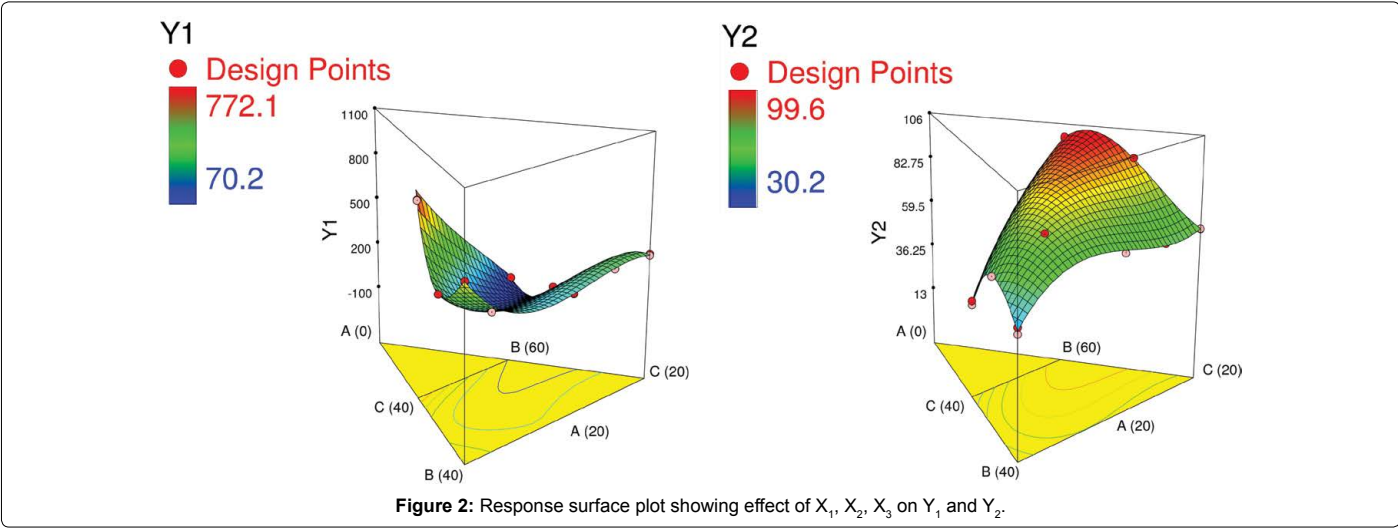 Y1
Design Points
772.1
70.2
1100
800
500
200
-100
Y1
A (0)
B (60)
C (20)
C (40)
A (20)
B (40)
Y2
Design Points
99.6
30.2
106
82.75
59.5
36.25
13
Y2
A (0)
B (60)
C (20)
C (40)
A (20)
B (40)
Figure 2: Response surface plot showing effect of X₁, X₂, X₃ on Y₁ and Y₂.